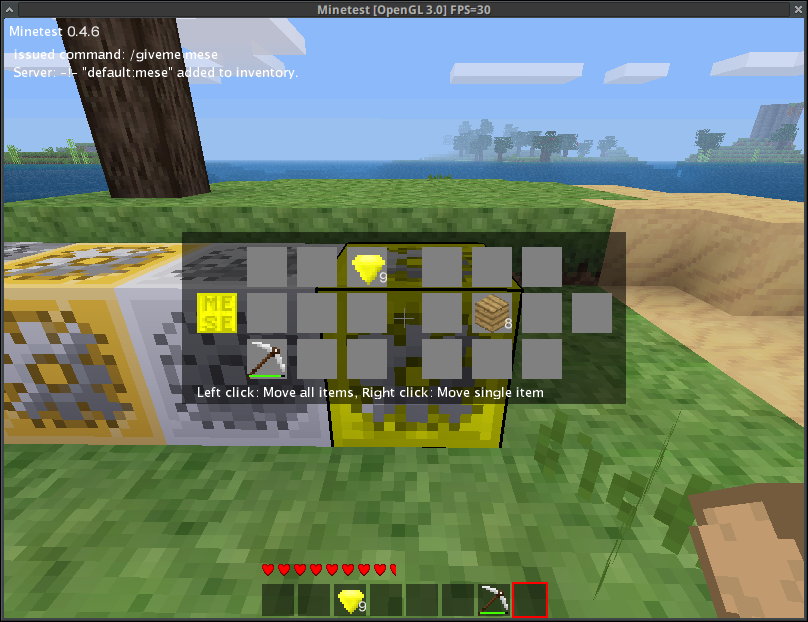 Minetest [OpenGL 3.0] FPS=30
Minetest 0.4.6
issued command: /giveme mese
Server: -!- "default:mese" added to inventory.
9
ME
SE
8
Left click: Move all items, Right click: Move single item
9